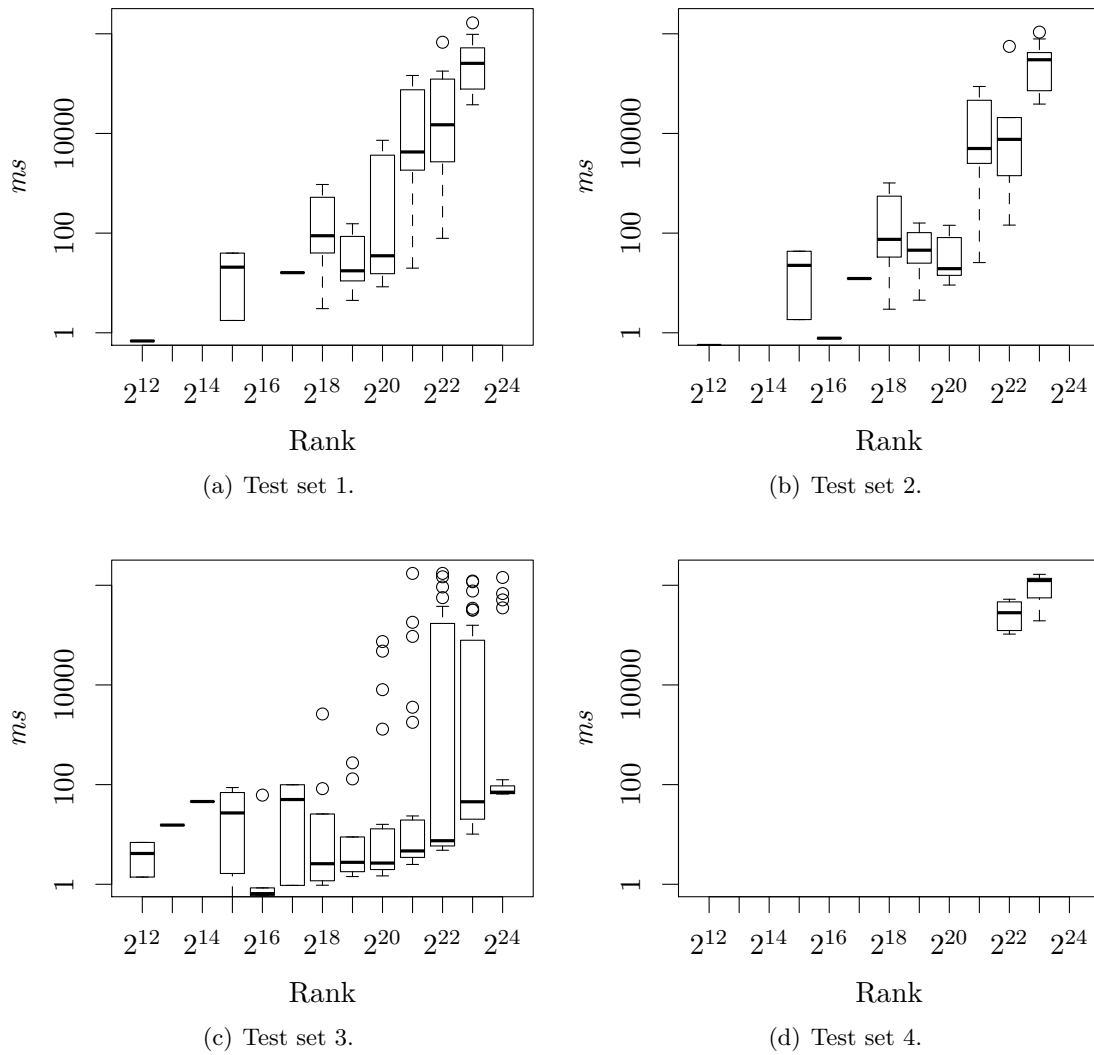 ms
10000
100
1
2^12 2^14 2^16 2^18 2^20 2^22 2^24
Rank
(a) Test set 1.
ms
10000
100
1
2^12 2^14 2^16 2^18 2^20 2^22 2^24
Rank
(b) Test set 2.
ms
10000
100
1
2^12 2^14 2^16 2^18 2^20 2^22 2^24
Rank
(c) Test set 3.
ms
10000
100
1
2^12 2^14 2^16 2^18 2^20 2^22 2^24
Rank
(d) Test set 4.